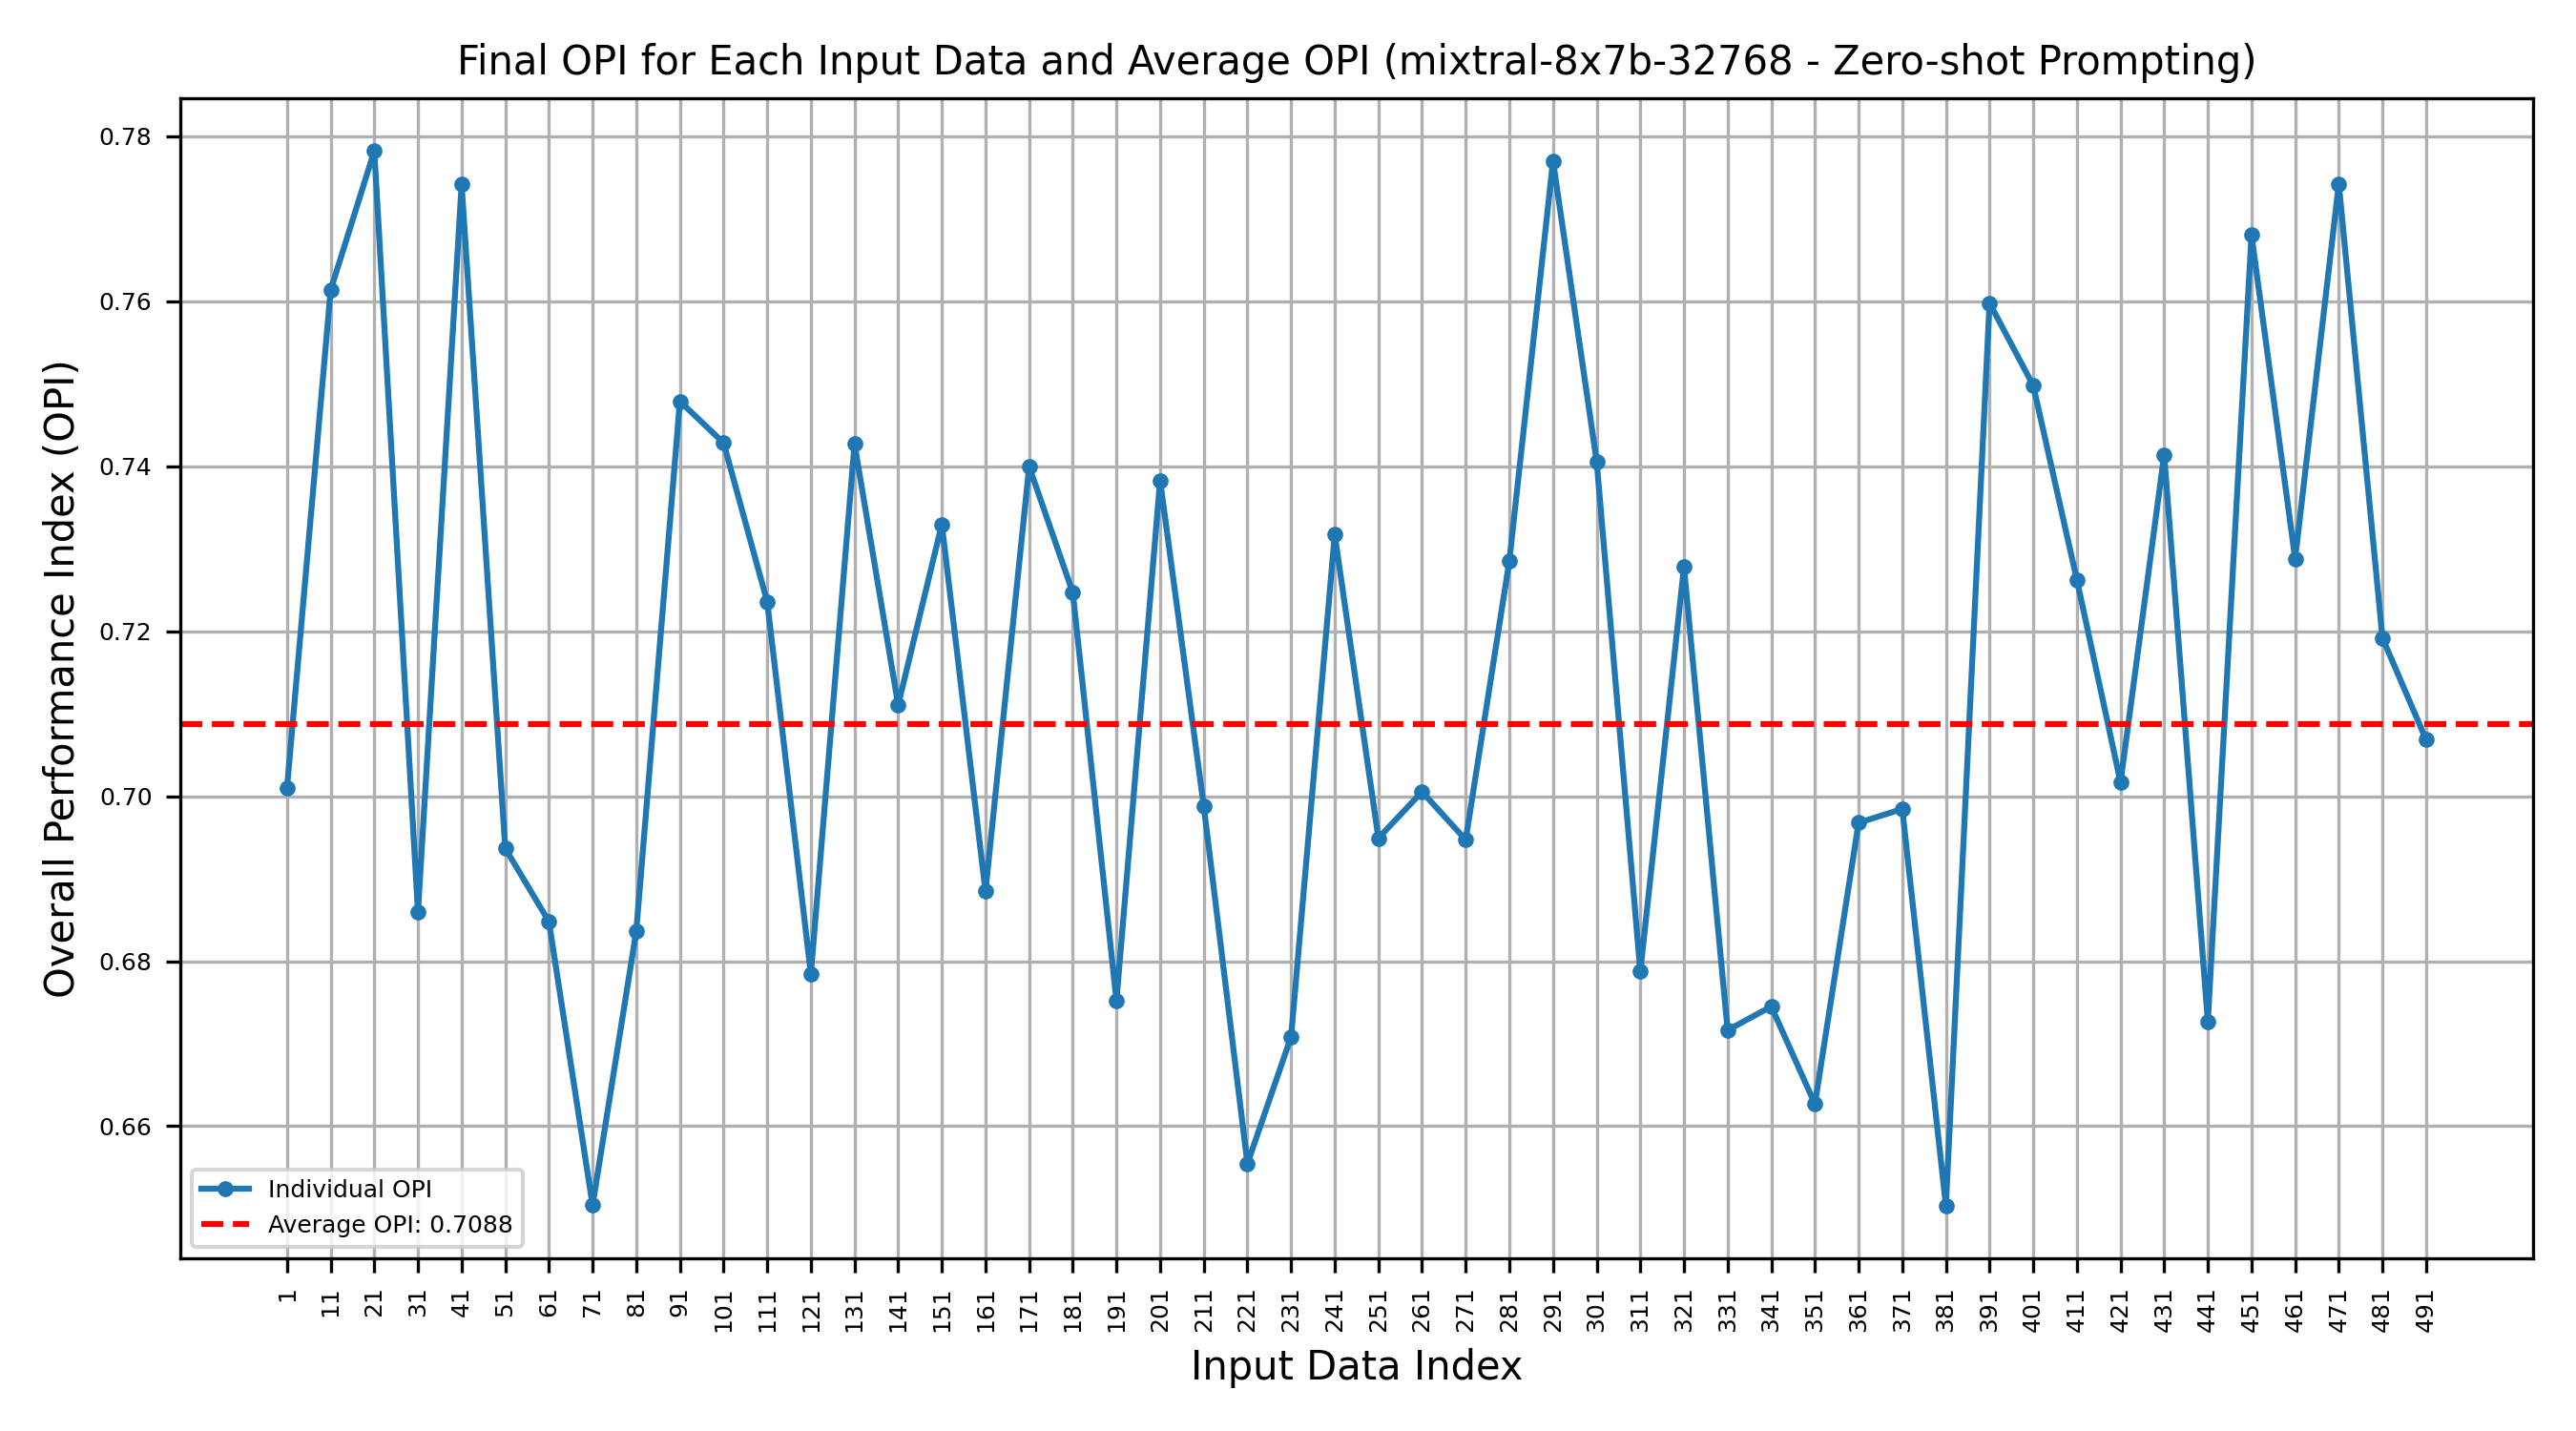 Final OPI for Each Input Data and Average OPI (mixtral-8x7b-32768 - Zero-shot Prompting)
Overall Performance Index (OPI)
0.78
0.76
0.74
0.72
0.70
0.68
0.66
Individual OPI
Average OPI: 0.7088
1 11 21 31 41 51 61 71 81 91 101 111 121 131 141 151 161 171 181 191 201 211 221 231 241 251 261 271 281 291 301 311 321 331 341 351 361 371 381 391 401 411 421 431 441 451 461 471 481 491
Input Data Index